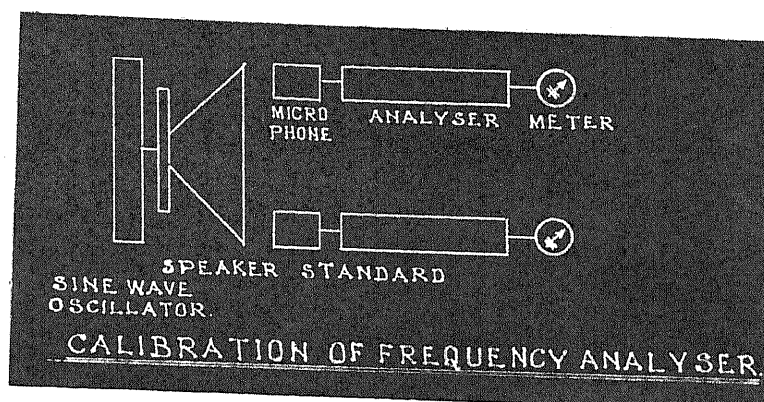 MICRO
PHONE
ANALYSER
METER
SPEAKER
STANDARD
SINE WAVE
OSCILLATOR.
CALIBRATION OF FREQUENCY ANALYSER.